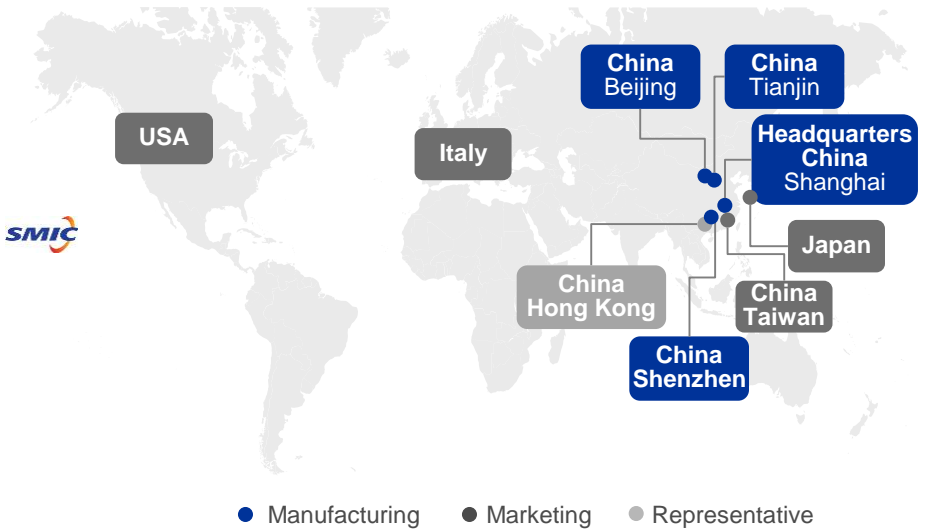 China
Beijing
China
Tianjin
USA
Italy
Headquarters
China
Shanghai
SMIC
Japan
China
Hong Kong
China
Taiwan
China
Shenzhen
Manufacturing
Marketing
Representative